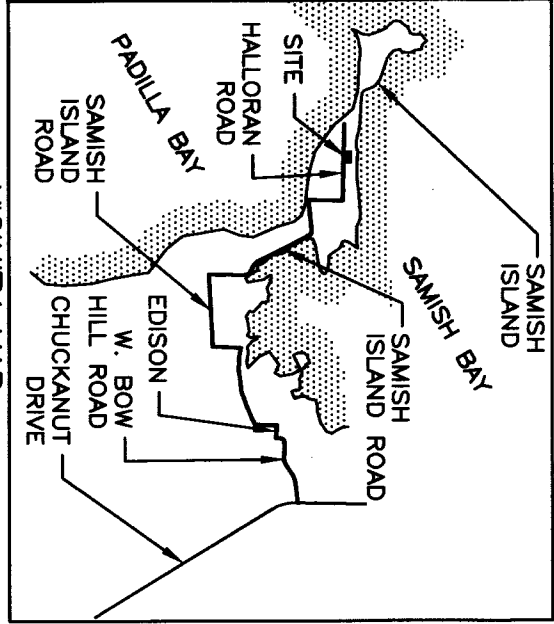 SAMISH
ISLAND
SAMISH BAY
SAMISH
ISLAND ROAD
SITE
HALLORAN
ROAD
PADILLA BAY
SAMISH
ISLAND
ROAD
EDISON
W. BOW
HILL ROAD
CHUCKANUT
DRIVE